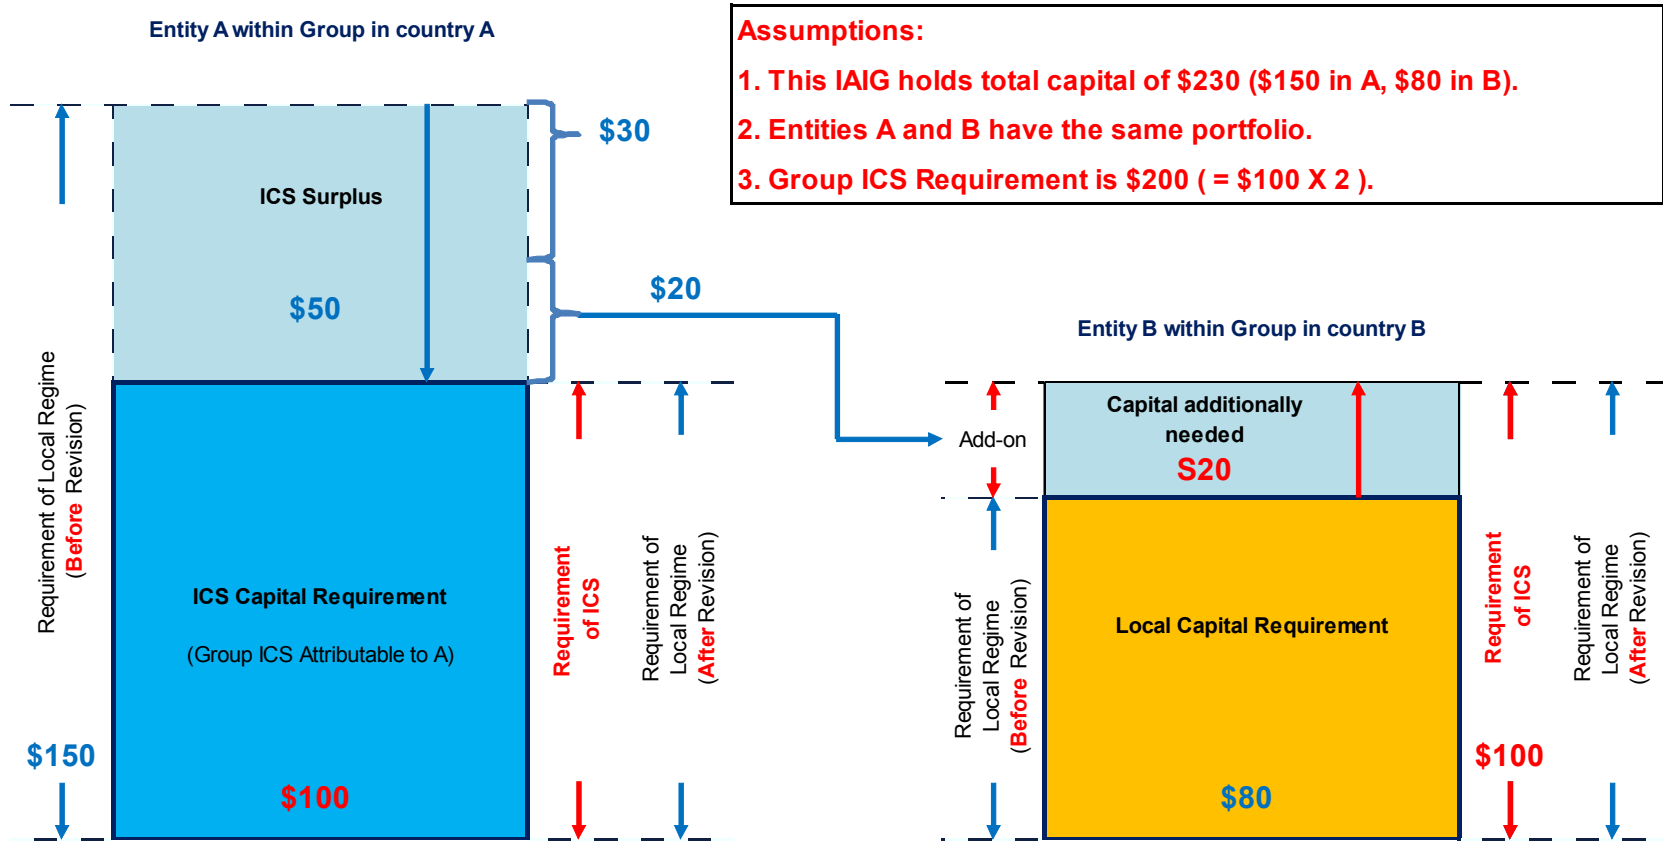 Entity A within Group in country A
Assumptions:
1. This IAIG holds total capital of $230 ($150 in A, $80 in B).
2. Entities A and B have the same portfolio.
3. Group ICS Requirement is $200 ( = $100 X 2 ).
$30
ICS Surplus
$50
$20
Requirement of Local Regime
(Before Revision)
$150
ICS Capital Requirement
(Group ICS Attributable to A)
$100
Requirement
of ICS
Requirement of
Local Regime
(After Revision)
Entity B within Group in country B
Add-on
Capital additionally
needed
S20
Requirement of
Local Regime
(Before Revision)
Local Capital Requirement
$80
Requirement
of ICS
$100
Requirement of
Local Regime
(After Revision)